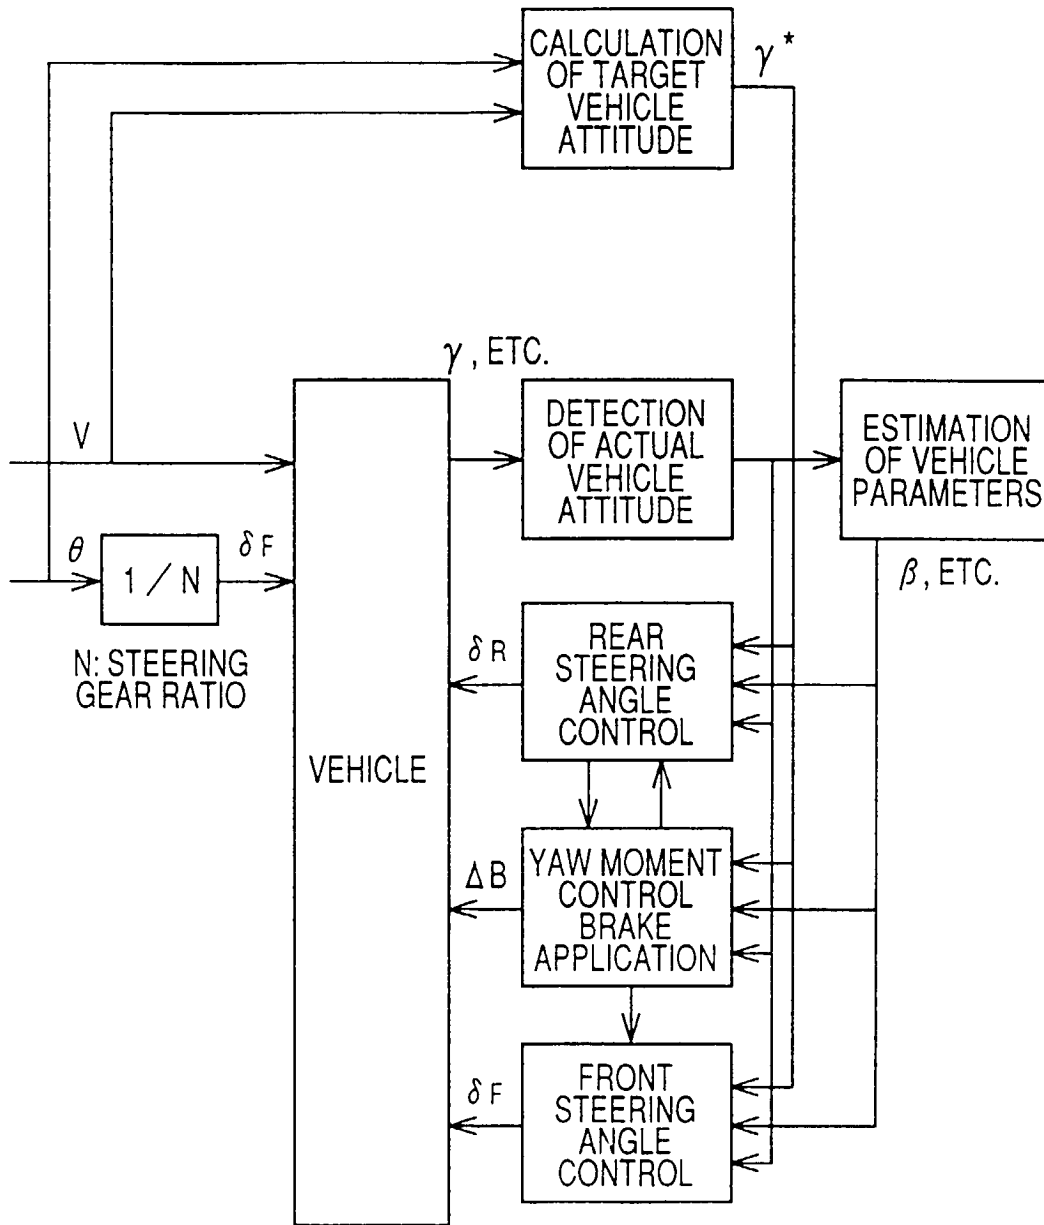 CALCULATION
OF TARGET
VEHICLE
ATTITUDE
γ*
γ, ETC.
V
DETECTION
OF ACTUAL
VEHICLE
ATTITUDE
ESTIMATION
OF VEHICLE
PARAMETERS
θ
1/N
δF
β, ETC.
N: STEERING
GEAR RATIO
VEHICLE
δR
REAR
STEERING
ANGLE
CONTROL
ΔB
YAW MOMENT
CONTROL
BRAKE
APPLICATION
δF
FRONT
STEERING
ANGLE
CONTROL